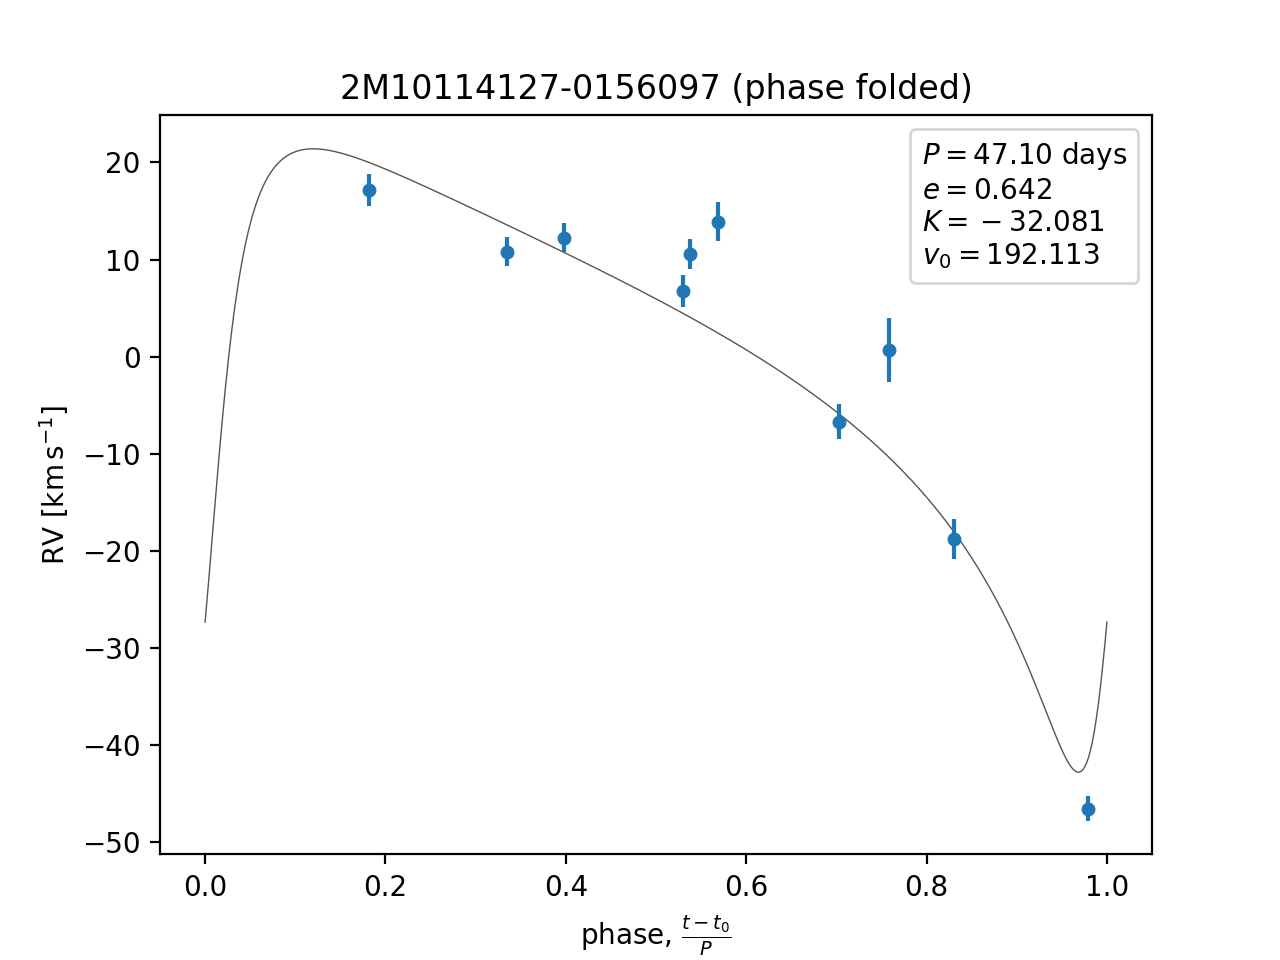 2M10114127-0156097 (phase folded)
P = 47.10 days
e = 0.642
K = −32.081
v₀ = 192.113
RV [km s⁻¹]
20
10
0
−10
−20
−30
−40
−50
0.0 0.2 0.4 0.6 0.8 1.0
phase, (t − t₀)/P